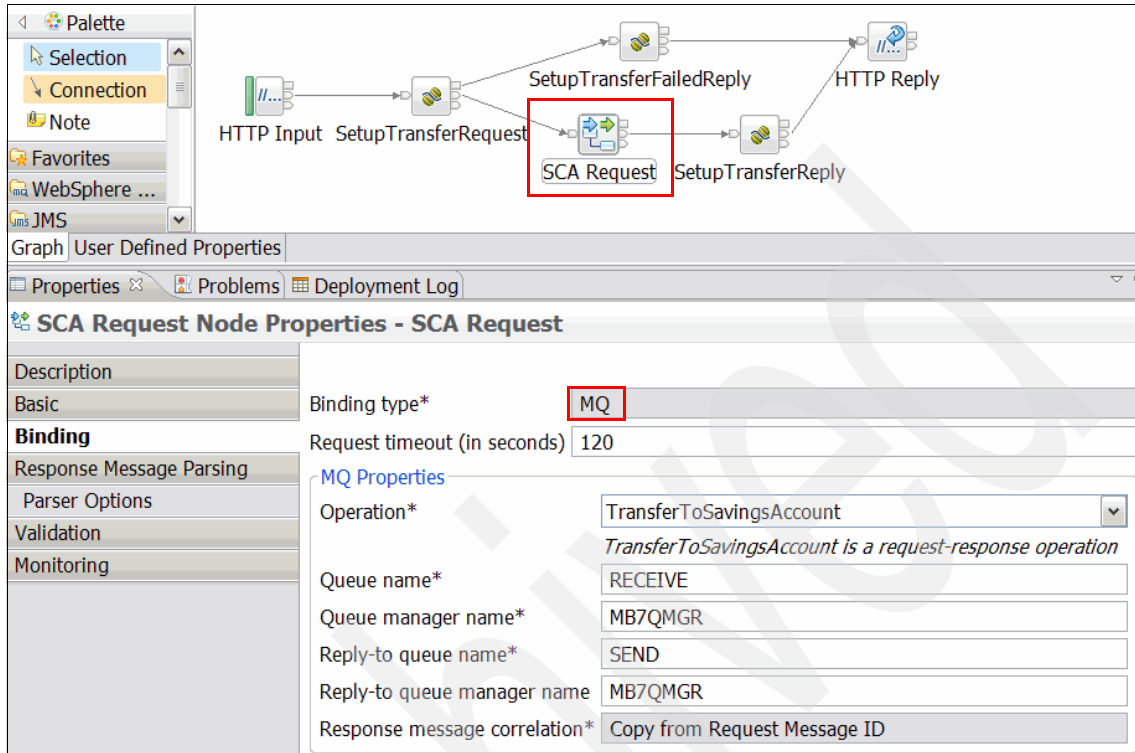 Palette
Selection
Connection
Note
Favorites
WebSphere ...
JMS
SetupTransferFailedReply
HTTP Reply
HTTP Input
SetupTransferRequest
SCA Request
SetupTransferReply
Graph User Defined Properties
Properties Problems Deployment Log
SCA Request Node Properties - SCA Request
Description
Basic
Binding
Response Message Parsing
Parser Options
Validation
Monitoring
Binding type* MQ
Request timeout (in seconds) 120
MQ Properties
Operation* TransferToSavingsAccount
TransferToSavingsAccount is a request-response operation
Queue name* RECEIVE
Queue manager name* MB7QMGR
Reply-to queue name* SEND
Reply-to queue manager name MB7QMGR
Response message correlation* Copy from Request Message ID